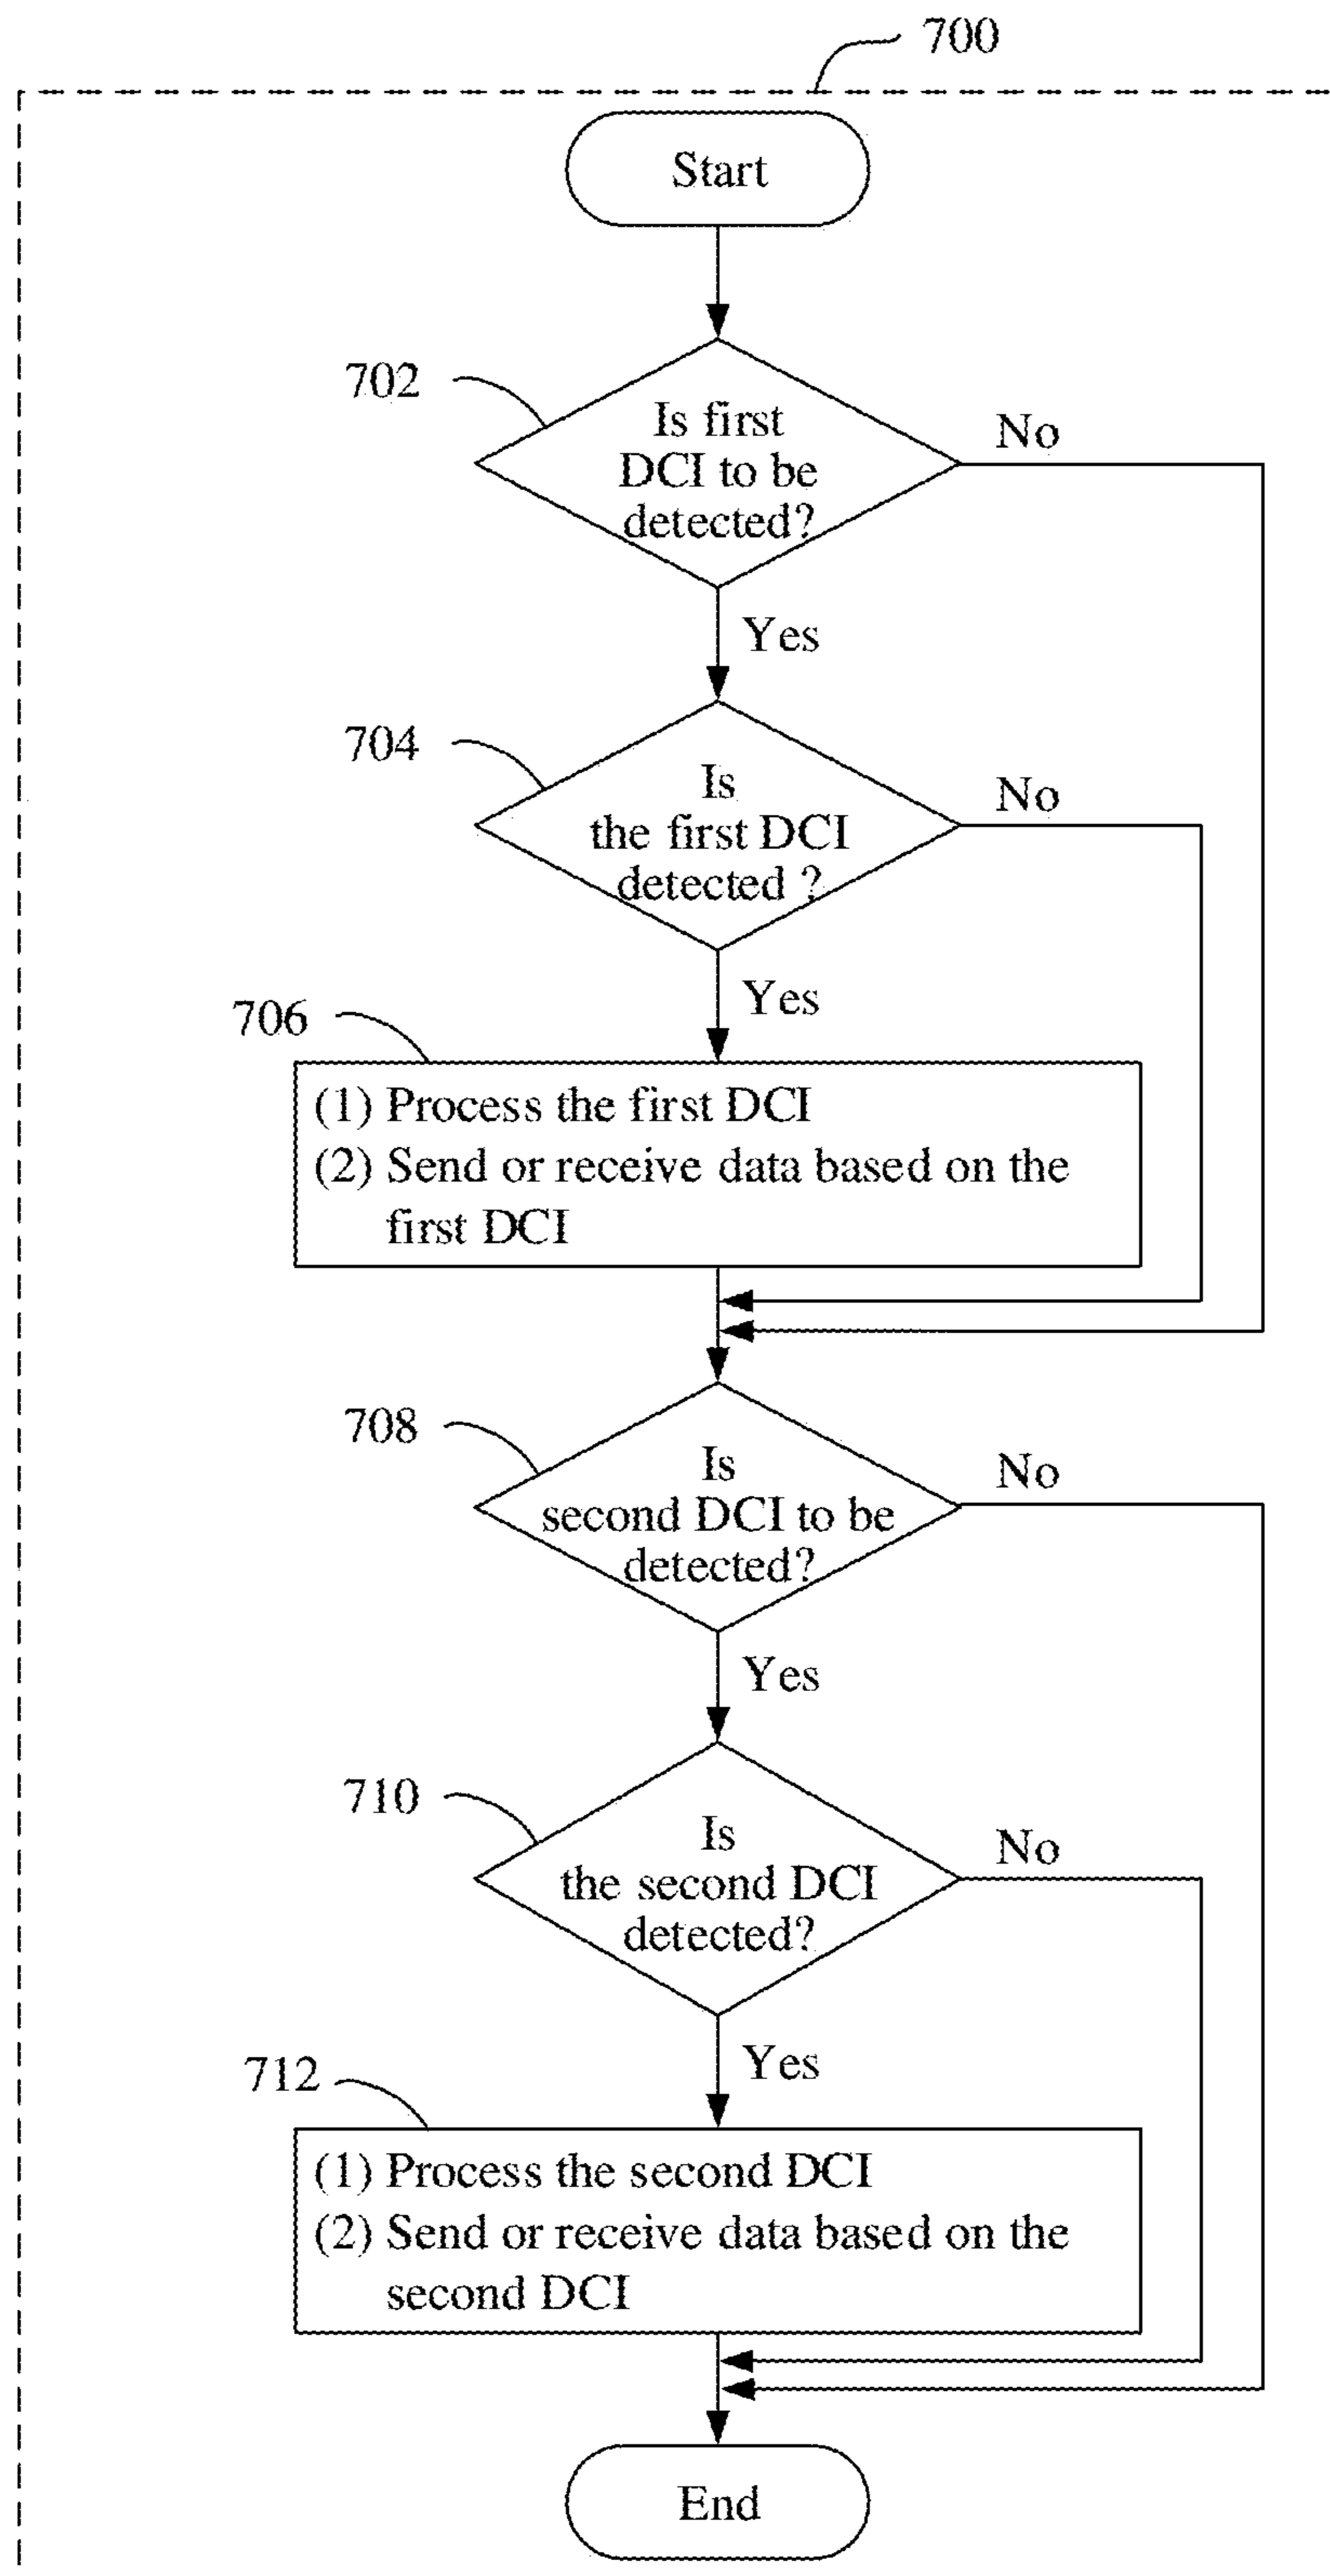 700
Start
702
Is first
DCI to be
detected?
No
Yes
704
Is
the first DCI
detected ?
No
Yes
706
(1) Process the first DCI
(2) Send or receive data based on the
first DCI
708
Is
second DCI to be
detected?
No
Yes
710
Is
the second DCI
detected?
No
Yes
712
(1) Process the second DCI
(2) Send or receive data based on the
second DCI
End